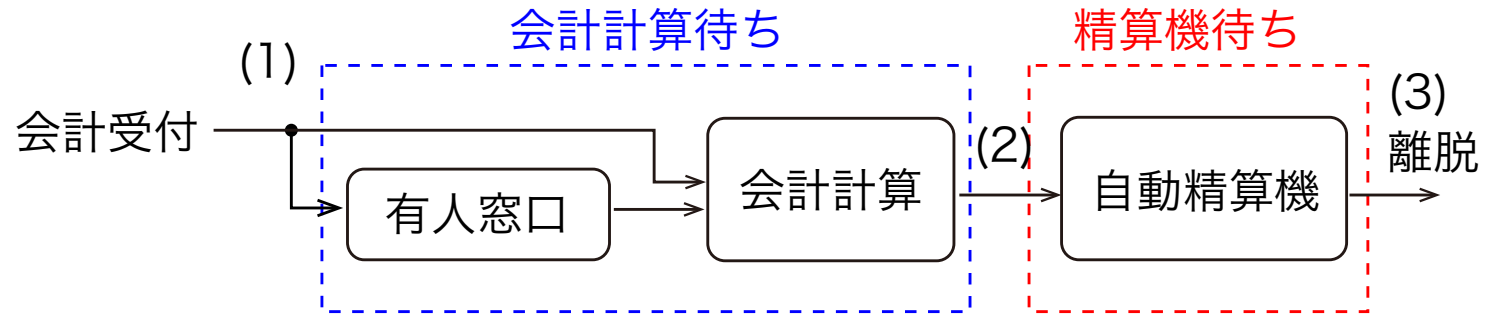 会計計算待ち
精算機待ち
(1)
会計受付
有人窓口
会計計算
(2)
自動精算機
(3)
離脱